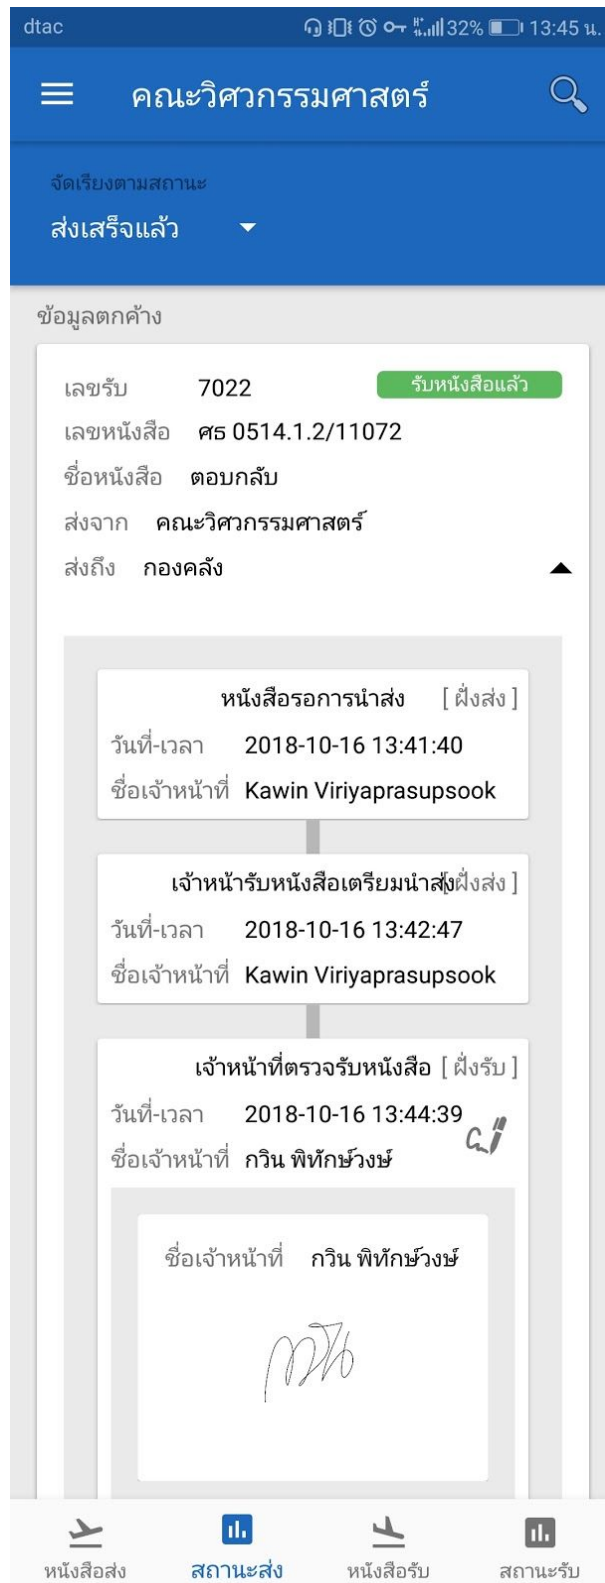 dtac 32% 13:45 น.
คณะวิศวกรรมศาสตร์
จัดเรียงตามสถานะ
ส่งเสร็จแล้ว
ข้อมูลตกค้าง
เลขรับ 7022 รับหนังสือแล้ว
เลขหนังสือ ศธ 0514.1.2/11072
ชื่อหนังสือ ตอบกลับ
ส่งจาก คณะวิศวกรรมศาสตร์
ส่งถึง กองคลัง
หนังสือรอการนำส่ง [ ฝั่งส่ง ]
วันที่-เวลา 2018-10-16 13:41:40
ชื่อเจ้าหน้าที่ Kawin Viriyaprasupsook
เจ้าหน้ารับหนังสือเตรียมนำส่ง [ ฝั่งส่ง ]
วันที่-เวลา 2018-10-16 13:42:47
ชื่อเจ้าหน้าที่ Kawin Viriyaprasupsook
เจ้าหน้าที่ตรวจรับหนังสือ [ ฝั่งรับ ]
วันที่-เวลา 2018-10-16 13:44:39
ชื่อเจ้าหน้าที่ กวิน พิทักษ์วงษ์
ชื่อเจ้าหน้าที่ กวิน พิทักษ์วงษ์
กวิน
หนังสือส่ง สถานะส่ง หนังสือรับ สถานะรับ